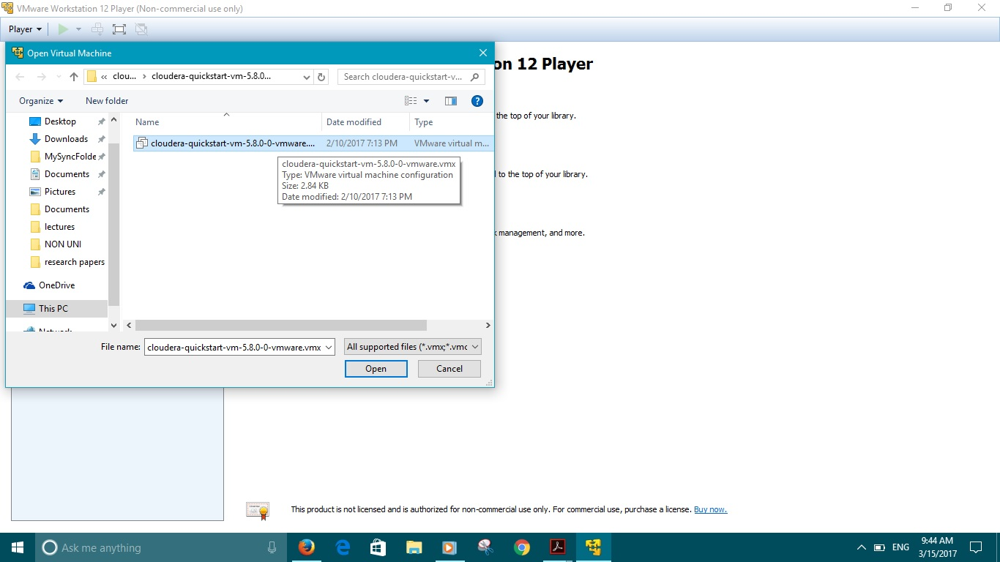 VMware Workstation 12 Player (Non-commercial use only)
Player
on 12 Player
the top of your library.
to the top of your library.
management, and more.
Open Virtual Machine
« clou... › cloudera-quickstart-vm-5.8.0...
Search cloudera-quickstart-v...
Organize
New folder
Name
Date modified
Type
cloudera-quickstart-vm-5.8.0-0-vmware....
2/10/2017 7:13 PM
VMware virtual m...
cloudera-quickstart-vm-5.8.0-0-vmware.vmx
Type: VMware virtual machine configuration
Size: 2.84 KB
Date modified: 2/10/2017 7:13 PM
Desktop
Downloads
MySyncFolde
Documents
Pictures
Documents
lectures
NON UNI
research papers
OneDrive
This PC
Network
File name:
cloudera-quickstart-vm-5.8.0-0-vmware.vmx
All supported files (*.vmx;*.vmc
Open
Cancel
This product is not licensed and is authorized for non-commercial use only. For commercial use, purchase a license. Buy now.
Ask me anything
ENG
9:44 AM
3/15/2017